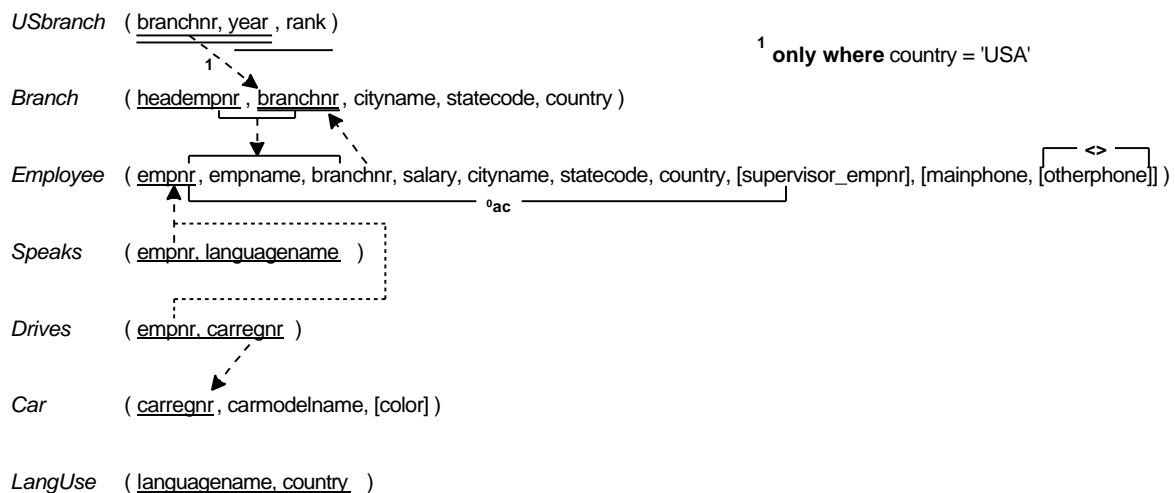 USbranch ( branchnr, year , rank )
¹ only where country = 'USA'
1
Branch ( headempnr , branchnr , cityname, statecode, country )
<>
Employee ( empnr , empname, branchnr, salary, cityname, statecode, country, [supervisor_empnr], [mainphone, [otherphone]] )
⁰ac
Speaks ( empnr, languagename )
Drives ( empnr, carregnr )
Car ( carregnr , carmodelname, [color] )
LangUse ( languagename, country )